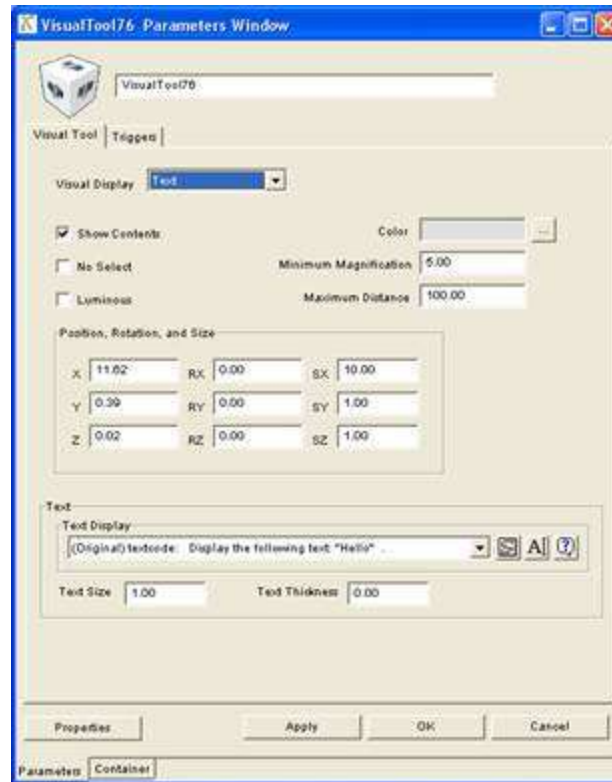 VisualTool76 Parameters Window
VisualTool76
Visual Tool Triggers
Visual Display Text
Show Contents Color ...
No Select Minimum Magnification 5.00
Luminous Maximum Distance 100.00
Position, Rotation, and Size
X 11.62 RX 0.00 SX 10.00
Y 0.39 RY 0.00 SY 1.00
Z 0.02 RZ 0.00 SZ 1.00
Text
Text Display
(Original) textcode: Display the following text: "Hello" . A ?
Text Size 1.00 Text Thickness 0.00
Properties Apply OK Cancel
Parameters Container